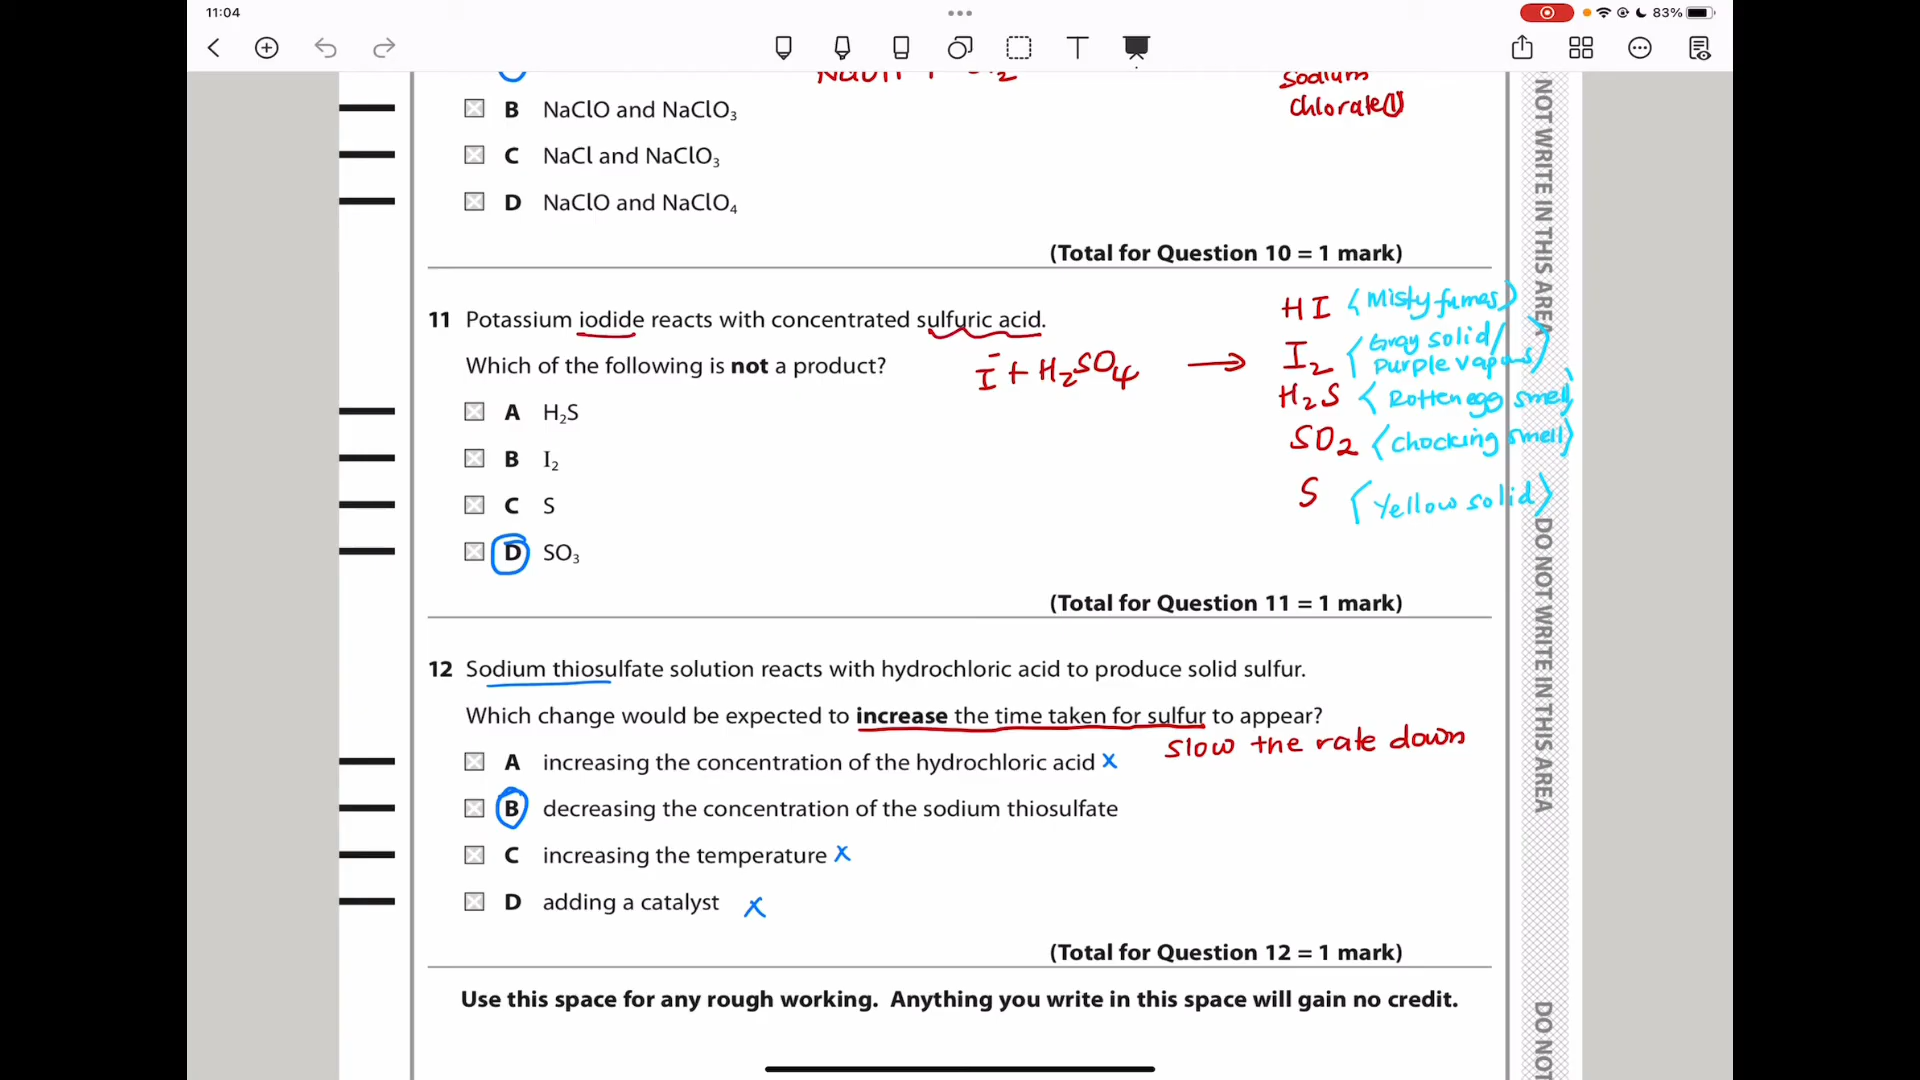 11:04
83%
T
sodium
chlorate(I)
B NaClO and NaClO₃
C NaCl and NaClO₃
D NaClO and NaClO₄
(Total for Question 10 = 1 mark)
11 Potassium iodide reacts with concentrated sulfuric acid.
Which of the following is not a product?
I⁻ + H₂SO₄ →
HI (Misty fumes)
I₂ (Gray solid/
Purple vapours)
H₂S (Rotten egg smell)
SO₂ (chocking smell)
S (Yellow solid)
A H₂S
B I₂
C S
D SO₃
(Total for Question 11 = 1 mark)
12 Sodium thiosulfate solution reacts with hydrochloric acid to produce solid sulfur.
Which change would be expected to increase the time taken for sulfur to appear?
slow the rate down
A increasing the concentration of the hydrochloric acid x
B decreasing the concentration of the sodium thiosulfate
C increasing the temperature x
D adding a catalyst x
(Total for Question 12 = 1 mark)
Use this space for any rough working. Anything you write in this space will gain no credit.
NOT WRITE IN THIS AREA
DO NOT WRITE IN THIS AREA
DO NOT